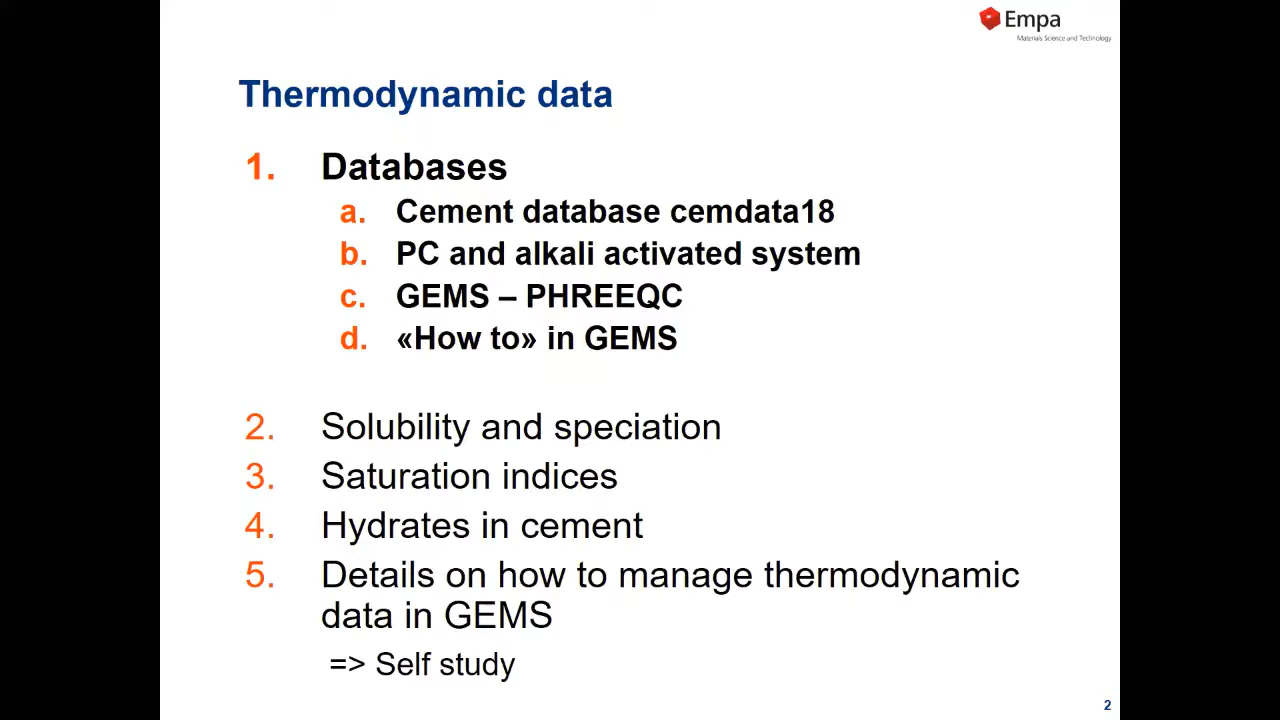 Empa
Materials Science and Technology
Thermodynamic data
1. Databases
a. Cement database cemdata18
b. PC and alkali activated system
c. GEMS – PHREEQC
d. «How to» in GEMS
2. Solubility and speciation
3. Saturation indices
4. Hydrates in cement
5. Details on how to manage thermodynamic
data in GEMS
=> Self study
2